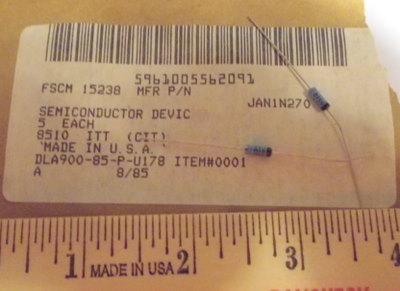 5961005562091
FSCM 15238 MFR P/N
JAN1N270
SEMICONDUCTOR DEVIC
5 EACH
8510 ITT (CIT)
'MADE IN U.S.A.'
DLA900-85-P-U178 ITEM#0001
A 8/85
1 MADE IN USA 2 3